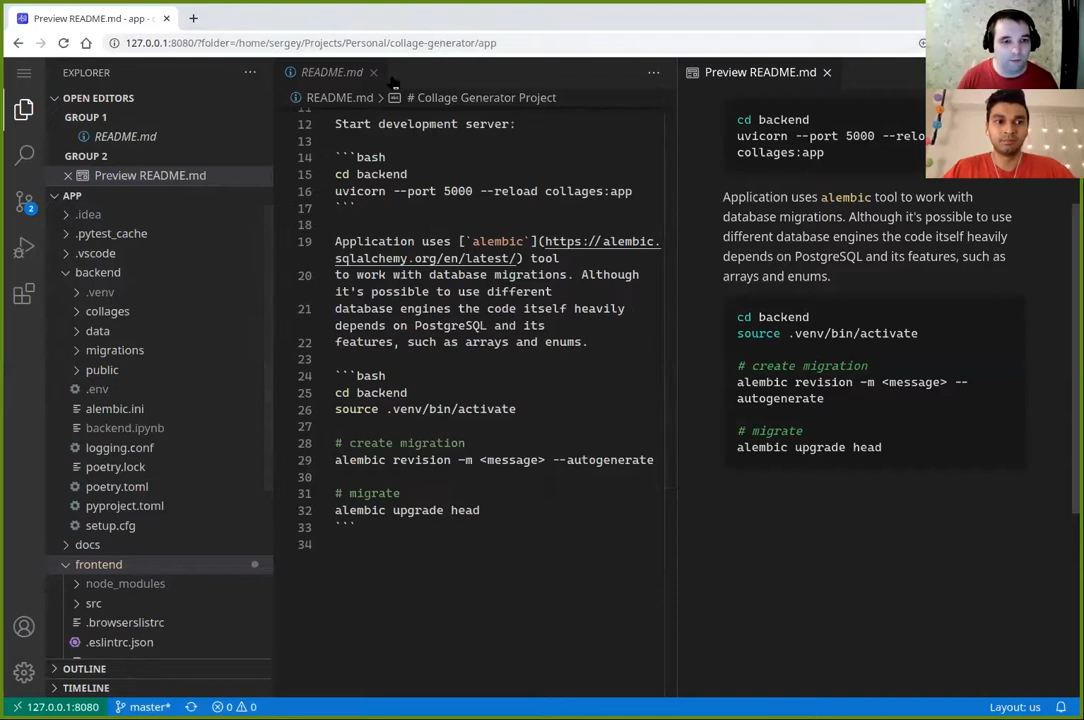 Preview README.md - app -
127.0.0.1:8080/?folder=/home/sergey/Projects/Personal/collage-generator/app
EXPLORER
OPEN EDITORS
GROUP 1
README.md
GROUP 2
Preview README.md
APP
.idea
.pytest_cache
.vscode
backend
.venv
collages
data
migrations
public
.env
alembic.ini
backend.ipynb
logging.conf
poetry.lock
poetry.toml
pyproject.toml
setup.cfg
docs
frontend
node_modules
src
.browserslistrc
.eslintrc.json
OUTLINE
TIMELINE
2
README.md
README.md > # Collage Generator Project
12 Start development server:
13
14 ```bash
15 cd backend
16 uvicorn --port 5000 --reload collages:app
17 ```
18
19 Application uses [`alembic`](https://alembic.
sqlalchemy.org/en/latest/) tool
20 to work with database migrations. Although
it's possible to use different
21 database engines the code itself heavily
depends on PostgreSQL and its
22 features, such as arrays and enums.
23
24 ```bash
25 cd backend
26 source .venv/bin/activate
27
28 # create migration
29 alembic revision -m <message> --autogenerate
30
31 # migrate
32 alembic upgrade head
33 ```
34
Preview README.md
cd backend
uvicorn --port 5000 --relo
collages:app
Application uses alembic tool to work with
database migrations. Although it's possible to use
different database engines the code itself heavily
depends on PostgreSQL and its features, such as
arrays and enums.
cd backend
source .venv/bin/activate
# create migration
alembic revision -m <message> --
autogenerate
# migrate
alembic upgrade head
127.0.0.1:8080
master*
0 0
Layout: us